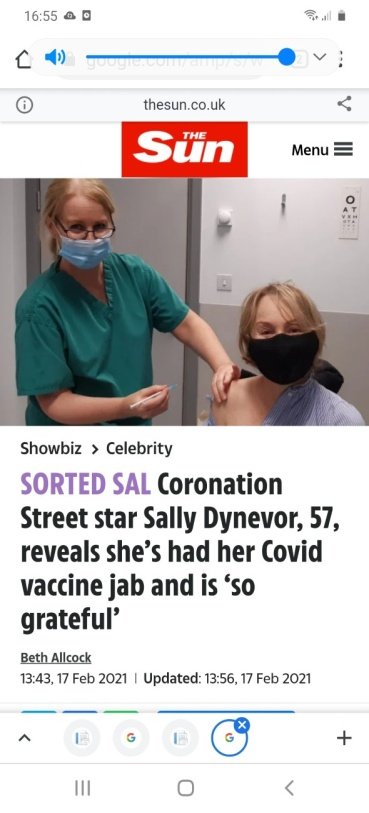 16:55
google.com/amp/s/w
thesun.co.uk
THE
Sun
Menu
O
A T
Showbiz > Celebrity
SORTED SAL Coronation
Street star Sally Dynevor, 57,
reveals she's had her Covid
vaccine jab and is 'so
grateful'
Beth Allcock
13:43, 17 Feb 2021 | Updated: 13:56, 17 Feb 2021